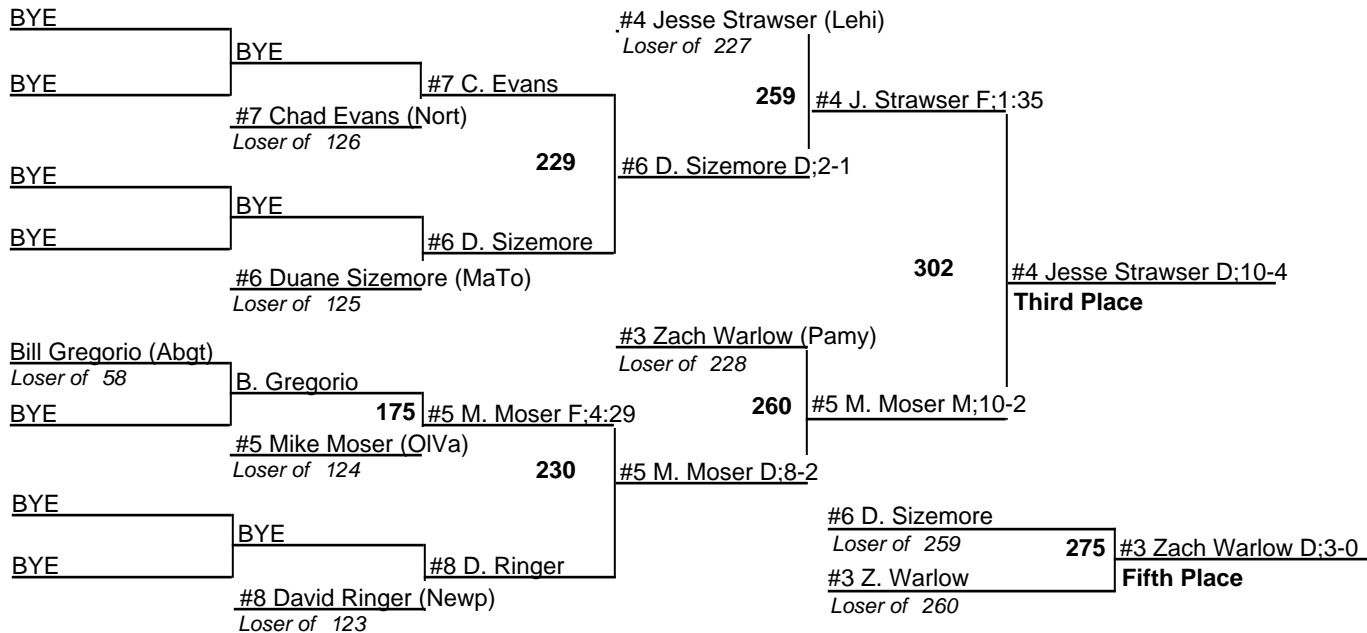 BYE
BYE
BYE
#7 Chad Evans (Nort)
Loser of 126
#7 C. Evans
229
BYE
BYE
BYE
#6 Duane Sizemore (MaTo)
Loser of 125
#6 D. Sizemore
#4 Jesse Strawser (Lehi)
Loser of 227
259
#6 D. Sizemore D;2-1
#4 J. Strawser F;1:35
302
#4 Jesse Strawser D;10-4
Third Place
Bill Gregorio (Abgt)
Loser of 58
BYE
B. Gregorio
175
#5 Mike Moser (OlVa)
Loser of 124
#5 M. Moser F;4:29
230
BYE
BYE
BYE
#8 David Ringer (Newp)
Loser of 123
#8 D. Ringer
#3 Zach Warlow (Pamy)
Loser of 228
260
#5 M. Moser D;8-2
#5 M. Moser M;10-2
#6 D. Sizemore
Loser of 259
275
#3 Z. Warlow
Loser of 260
#3 Zach Warlow D;3-0
Fifth Place